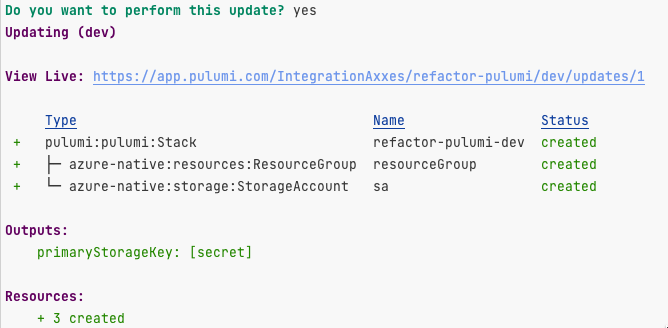 Do you want to perform this update? yes
Updating (dev)
View Live: https://app.pulumi.com/IntegrationAxxes/refactor-pulumi/dev/updates/1
Type Name Status
+ pulumi:pulumi:Stack refactor-pulumi-dev created
+ ├─ azure-native:resources:ResourceGroup resourceGroup created
+ └─ azure-native:storage:StorageAccount sa created
Outputs:
primaryStorageKey: [secret]
Resources:
+ 3 created